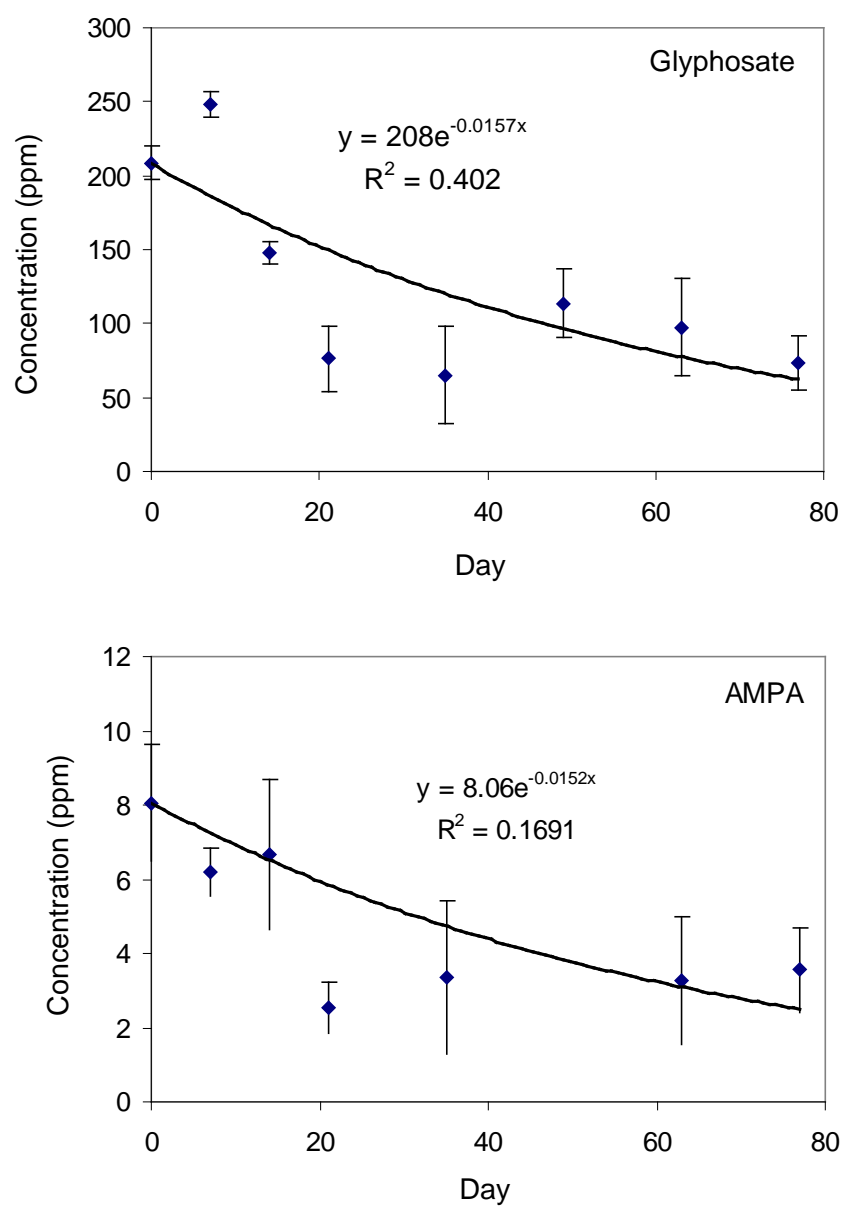 Glyphosate
y = 208e^-0.0157x
R^2 = 0.402
Concentration (ppm)
300
250
200
150
100
50
0
0 20 40 60 80
Day
AMPA
y = 8.06e^-0.0152x
R^2 = 0.1691
Concentration (ppm)
12
10
8
6
4
2
0
0 20 40 60 80
Day